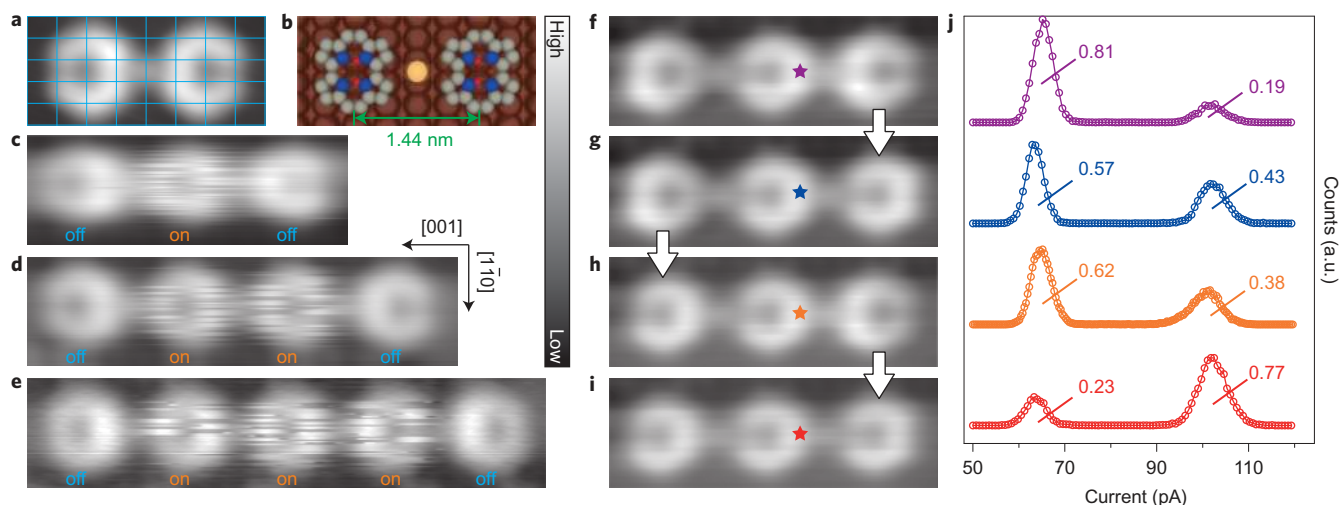 a
b
1.44 nm
High
Low
c
off on off
[001]
[1̄10]
d
off on on off
e
off on on on off
f
g
h
i
j
0.81
0.19
0.57
0.43
0.62
0.38
0.23
0.77
50 70 90 110
Current (pA)
Counts (a.u.)